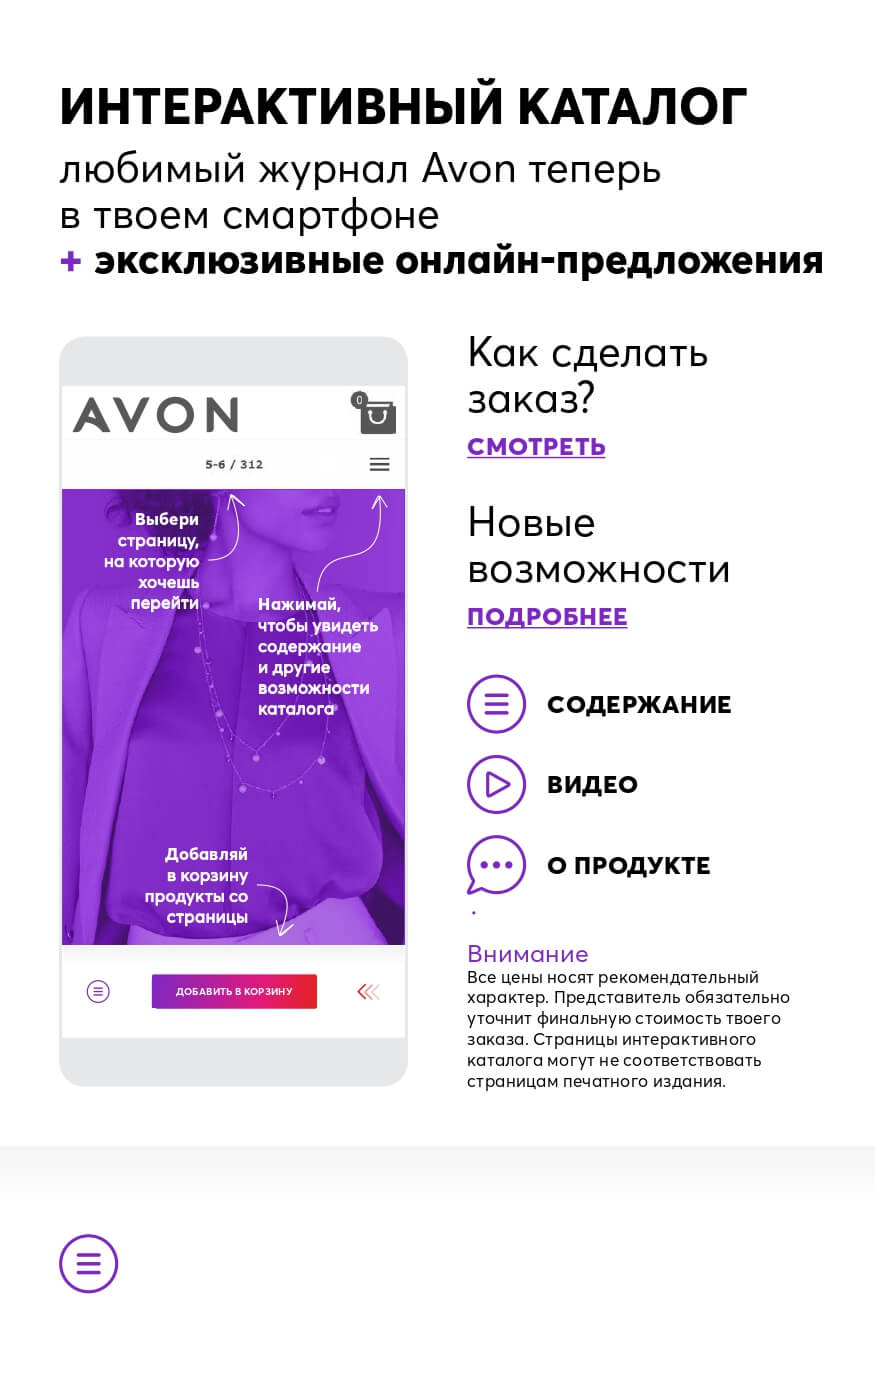 ИНТЕРАКТИВНЫЙ КАТАЛОГ
любимый журнал Avon теперь
в твоем смартфоне
+ эксклюзивные онлайн-предложения
AVON
0
5-6 / 312
Выбери
страницу,
на которую
хочешь
перейти
Нажимай,
чтобы увидеть
содержание
и другие
возможности
каталога
Добавляй
в корзину
продукты со
страницы
ДОБАВИТЬ В КОРЗИНУ
Как сделать
заказ?
СМОТРЕТЬ
Новые
возможности
ПОДРОБНЕЕ
СОДЕРЖАНИЕ
ВИДЕО
О ПРОДУКТЕ
Внимание
Все цены носят рекомендательный
характер. Представитель обязательно
уточнит финальную стоимость твоего
заказа. Страницы интерактивного
каталога могут не соответствовать
страницам печатного издания.